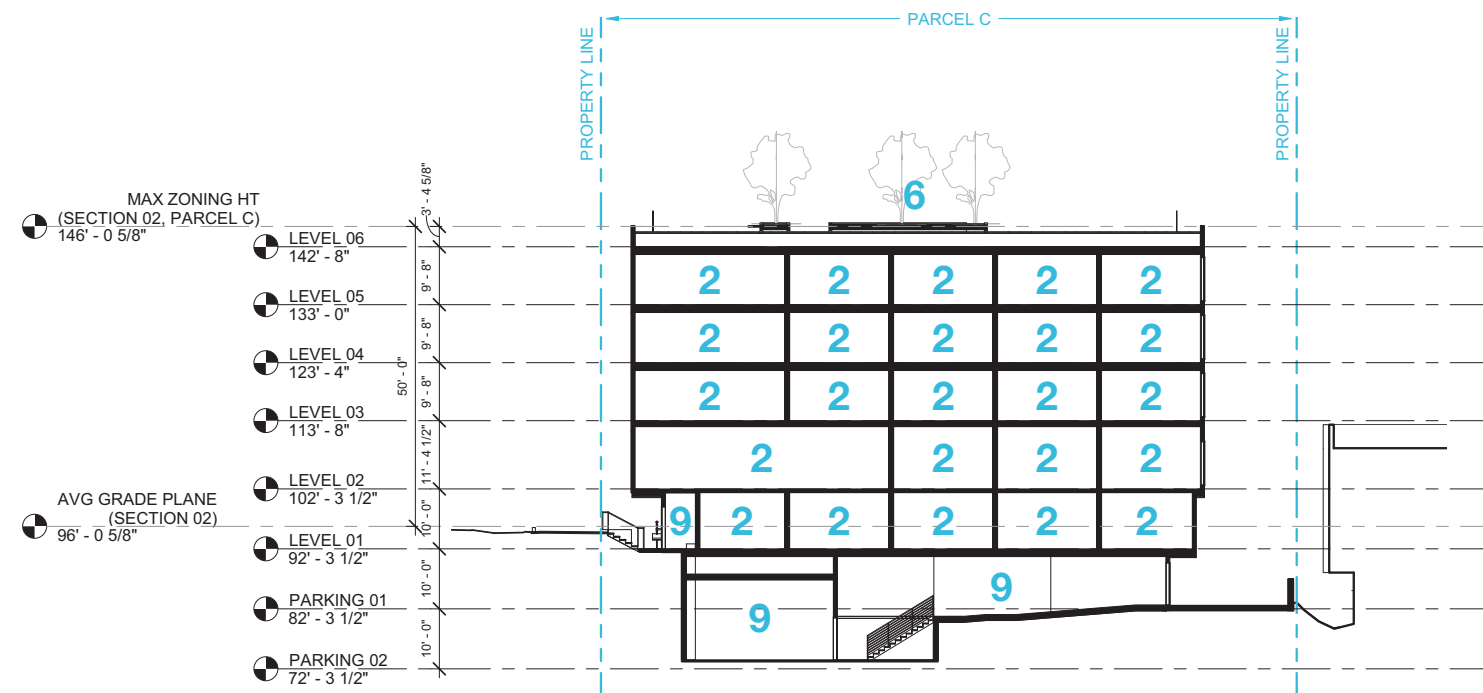 PARCEL C
PROPERTY LINE
PROPERTY LINE
6
3' - 4 5/8"
MAX ZONING HT
(SECTION 02, PARCEL C)
146' - 0 5/8"
LEVEL 06
142' - 8"
9' - 8"
2 2 2 2 2
LEVEL 05
133' - 0"
9' - 8"
2 2 2 2 2
LEVEL 04
123' - 4"
50' - 0"
9' - 8"
2 2 2 2 2
LEVEL 03
113' - 8"
11' - 4 1/2"
2 2 2 2
LEVEL 02
102' - 3 1/2"
AVG GRADE PLANE
(SECTION 02)
96' - 0 5/8"
10' - 0"
9 2 2 2 2 2
LEVEL 01
92' - 3 1/2"
10' - 0"
9
PARKING 01
82' - 3 1/2"
9
10' - 0"
PARKING 02
72' - 3 1/2"